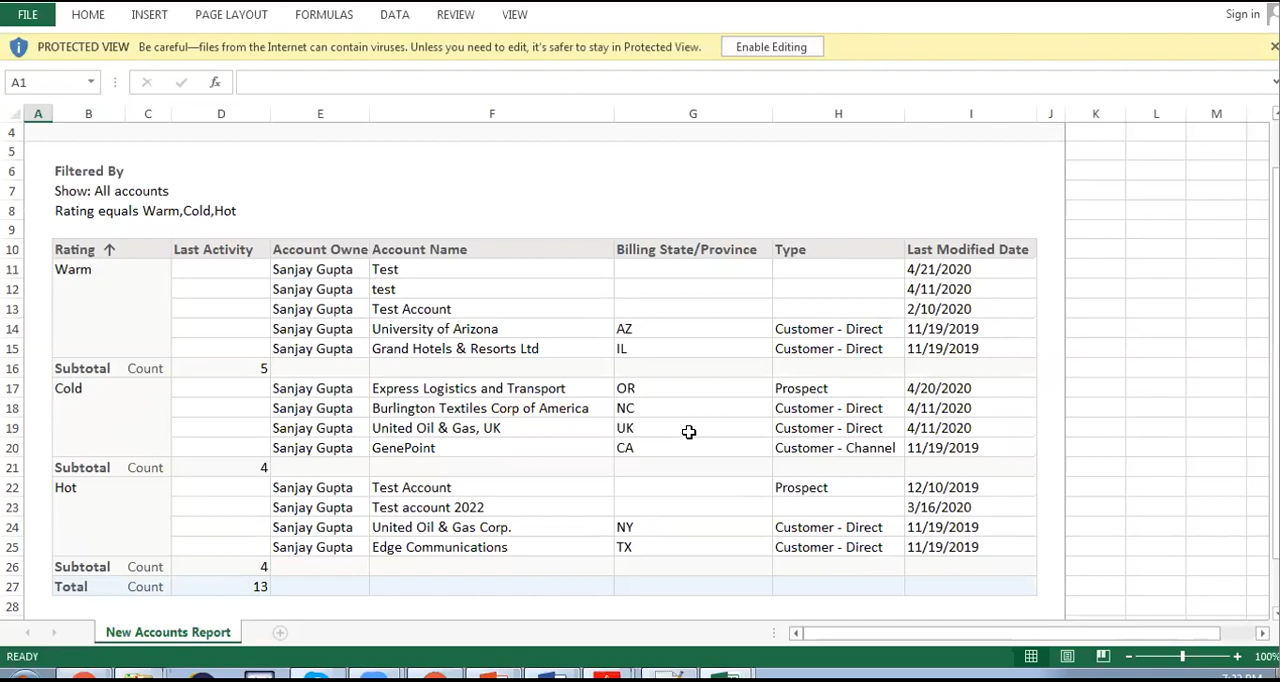 FILE HOME INSERT PAGE LAYOUT FORMULAS DATA REVIEW VIEW Sign in
PROTECTED VIEW Be careful—files from the Internet can contain viruses. Unless you need to edit, it's safer to stay in Protected View. Enable Editing
A1 fx
A B C D E F G H I J K L M
4
5
6 Filtered By
7 Show: All accounts
8 Rating equals Warm,Cold,Hot
9
10 Rating ↑ Last Activity Account Owne Account Name Billing State/Province Type Last Modified Date
11 Warm Sanjay Gupta Test 4/21/2020
12 Sanjay Gupta test 4/11/2020
13 Sanjay Gupta Test Account 2/10/2020
14 Sanjay Gupta University of Arizona AZ Customer - Direct 11/19/2019
15 Sanjay Gupta Grand Hotels & Resorts Ltd IL Customer - Direct 11/19/2019
16 Subtotal Count 5
17 Cold Sanjay Gupta Express Logistics and Transport OR Prospect 4/20/2020
18 Sanjay Gupta Burlington Textiles Corp of America NC Customer - Direct 4/11/2020
19 Sanjay Gupta United Oil & Gas, UK UK Customer - Direct 4/11/2020
20 Sanjay Gupta GenePoint CA Customer - Channel 11/19/2019
21 Subtotal Count 4
22 Hot Sanjay Gupta Test Account Prospect 12/10/2019
23 Sanjay Gupta Test account 2022 3/16/2020
24 Sanjay Gupta United Oil & Gas Corp. NY Customer - Direct 11/19/2019
25 Sanjay Gupta Edge Communications TX Customer - Direct 11/19/2019
26 Subtotal Count 4
27 Total Count 13
28
New Accounts Report
READY 100%